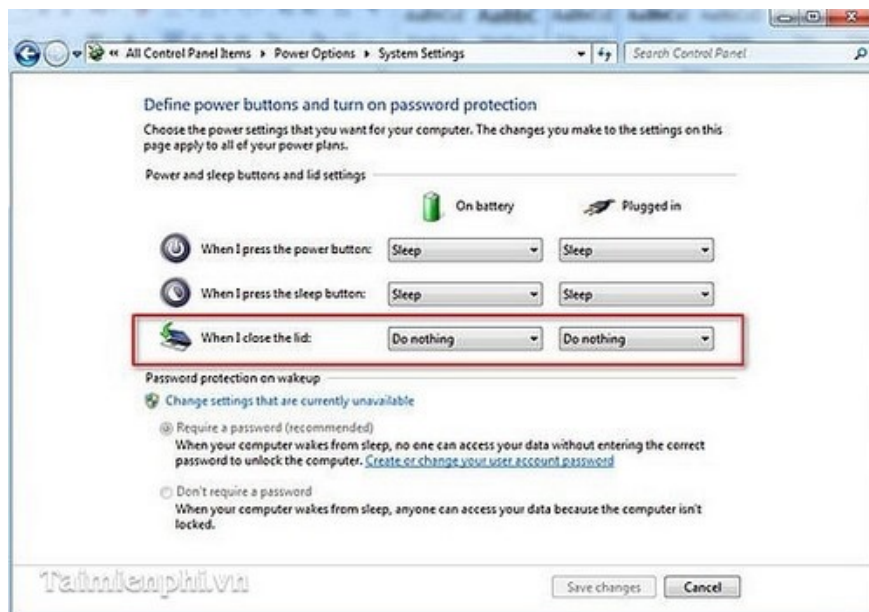 « All Control Panel Items ▸ Power Options ▸ System Settings
Search Control Panel
Define power buttons and turn on password protection
Choose the power settings that you want for your computer. The changes you make to the settings on this
page apply to all of your power plans.
Power and sleep buttons and lid settings
On battery Plugged in
When I press the power button: Sleep Sleep
When I press the sleep button: Sleep Sleep
When I close the lid: Do nothing Do nothing
Password protection on wakeup
Change settings that are currently unavailable
Require a password (recommended)
When your computer wakes from sleep, no one can access your data without entering the correct
password to unlock the computer. Create or change your user account password
Don't require a password
When your computer wakes from sleep, anyone can access your data because the computer isn't
locked.
Taimienphi.vn
Save changes Cancel